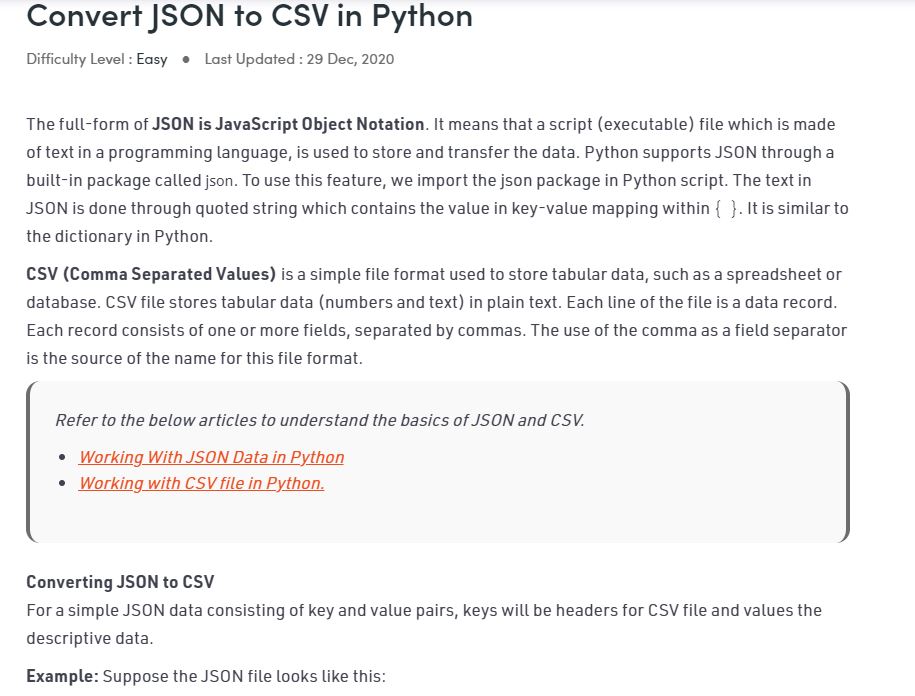 Convert JSON to CSV in Python
Difficulty Level : Easy ● Last Updated : 29 Dec, 2020
The full-form of JSON is JavaScript Object Notation. It means that a script (executable) file which is made
of text in a programming language, is used to store and transfer the data. Python supports JSON through a
built-in package called json. To use this feature, we import the json package in Python script. The text in
JSON is done through quoted string which contains the value in key-value mapping within { }. It is similar to
the dictionary in Python.
CSV (Comma Separated Values) is a simple file format used to store tabular data, such as a spreadsheet or
database. CSV file stores tabular data (numbers and text) in plain text. Each line of the file is a data record.
Each record consists of one or more fields, separated by commas. The use of the comma as a field separator
is the source of the name for this file format.
Refer to the below articles to understand the basics of JSON and CSV.
• Working With JSON Data in Python
• Working with CSV file in Python.
Converting JSON to CSV
For a simple JSON data consisting of key and value pairs, keys will be headers for CSV file and values the
descriptive data.
Example: Suppose the JSON file looks like this: